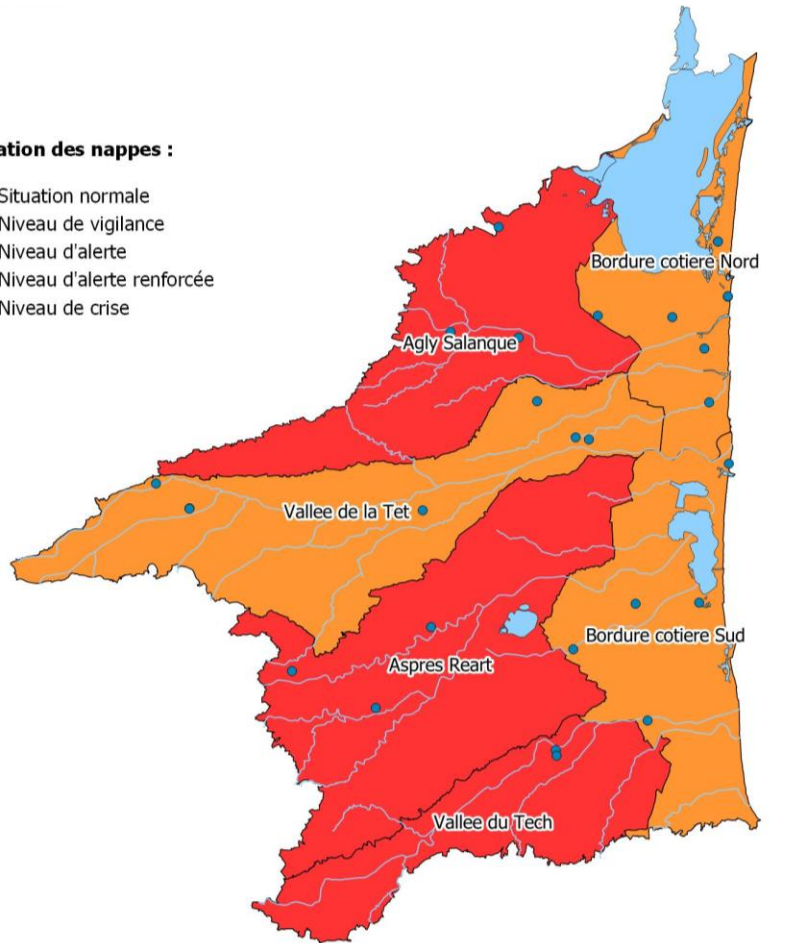 ation des nappes :
Situation normale
Niveau de vigilance
Niveau d'alerte
Niveau d'alerte renforcée
Niveau de crise
Bordure cotiere Nord
Agly Salanque
Vallee de la Tet
Bordure cotiere Sud
Aspres Reart
Vallee du Tech